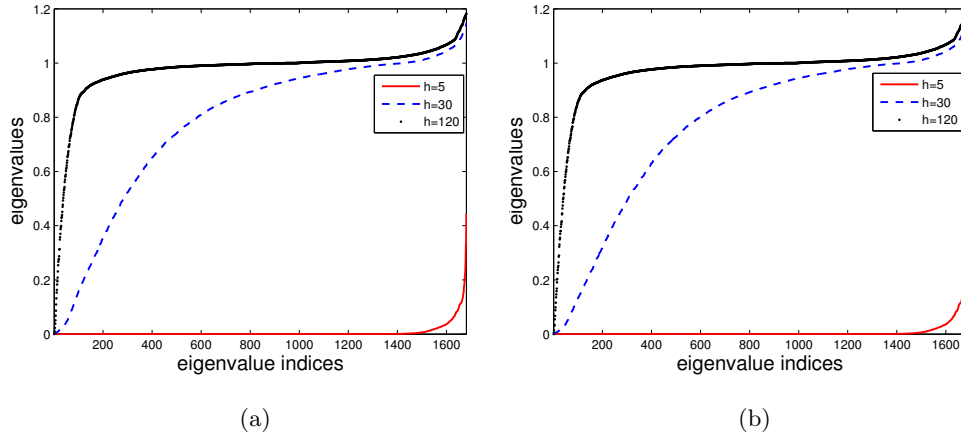 1.2
1
0.8
0.6
0.4
0.2
0
eigenvalues
h=5
h=30
h=120
200 400 600 800 1000 1200 1400 1600
eigenvalue indices
(a)
1.2
1
0.8
0.6
0.4
0.2
0
eigenvalues
h=5
h=30
h=120
200 400 600 800 1000 1200 1400 1600
eigenvalue indices
(b)